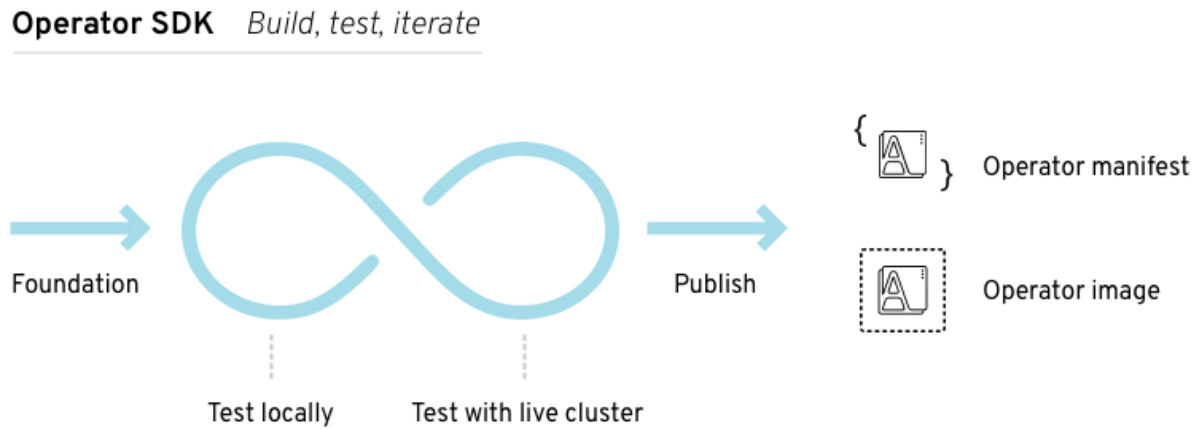 Operator SDK Build, test, iterate
{
}
Operator manifest
Foundation
Publish
Operator image
Test locally
Test with live cluster